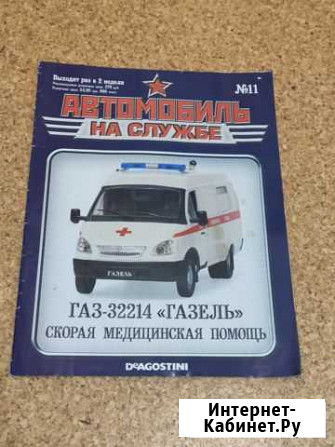 Выходит раз в 2 недели
№11
АВТОМОБИЛЬ
НА СЛУЖБЕ
ГАЗЕЛЬ
ГАЗ-32214 «ГАЗЕЛЬ»
СКОРАЯ МЕДИЦИНСКАЯ ПОМОЩЬ
DeAGOSTINI
Интернет-
Кабинет.Ру